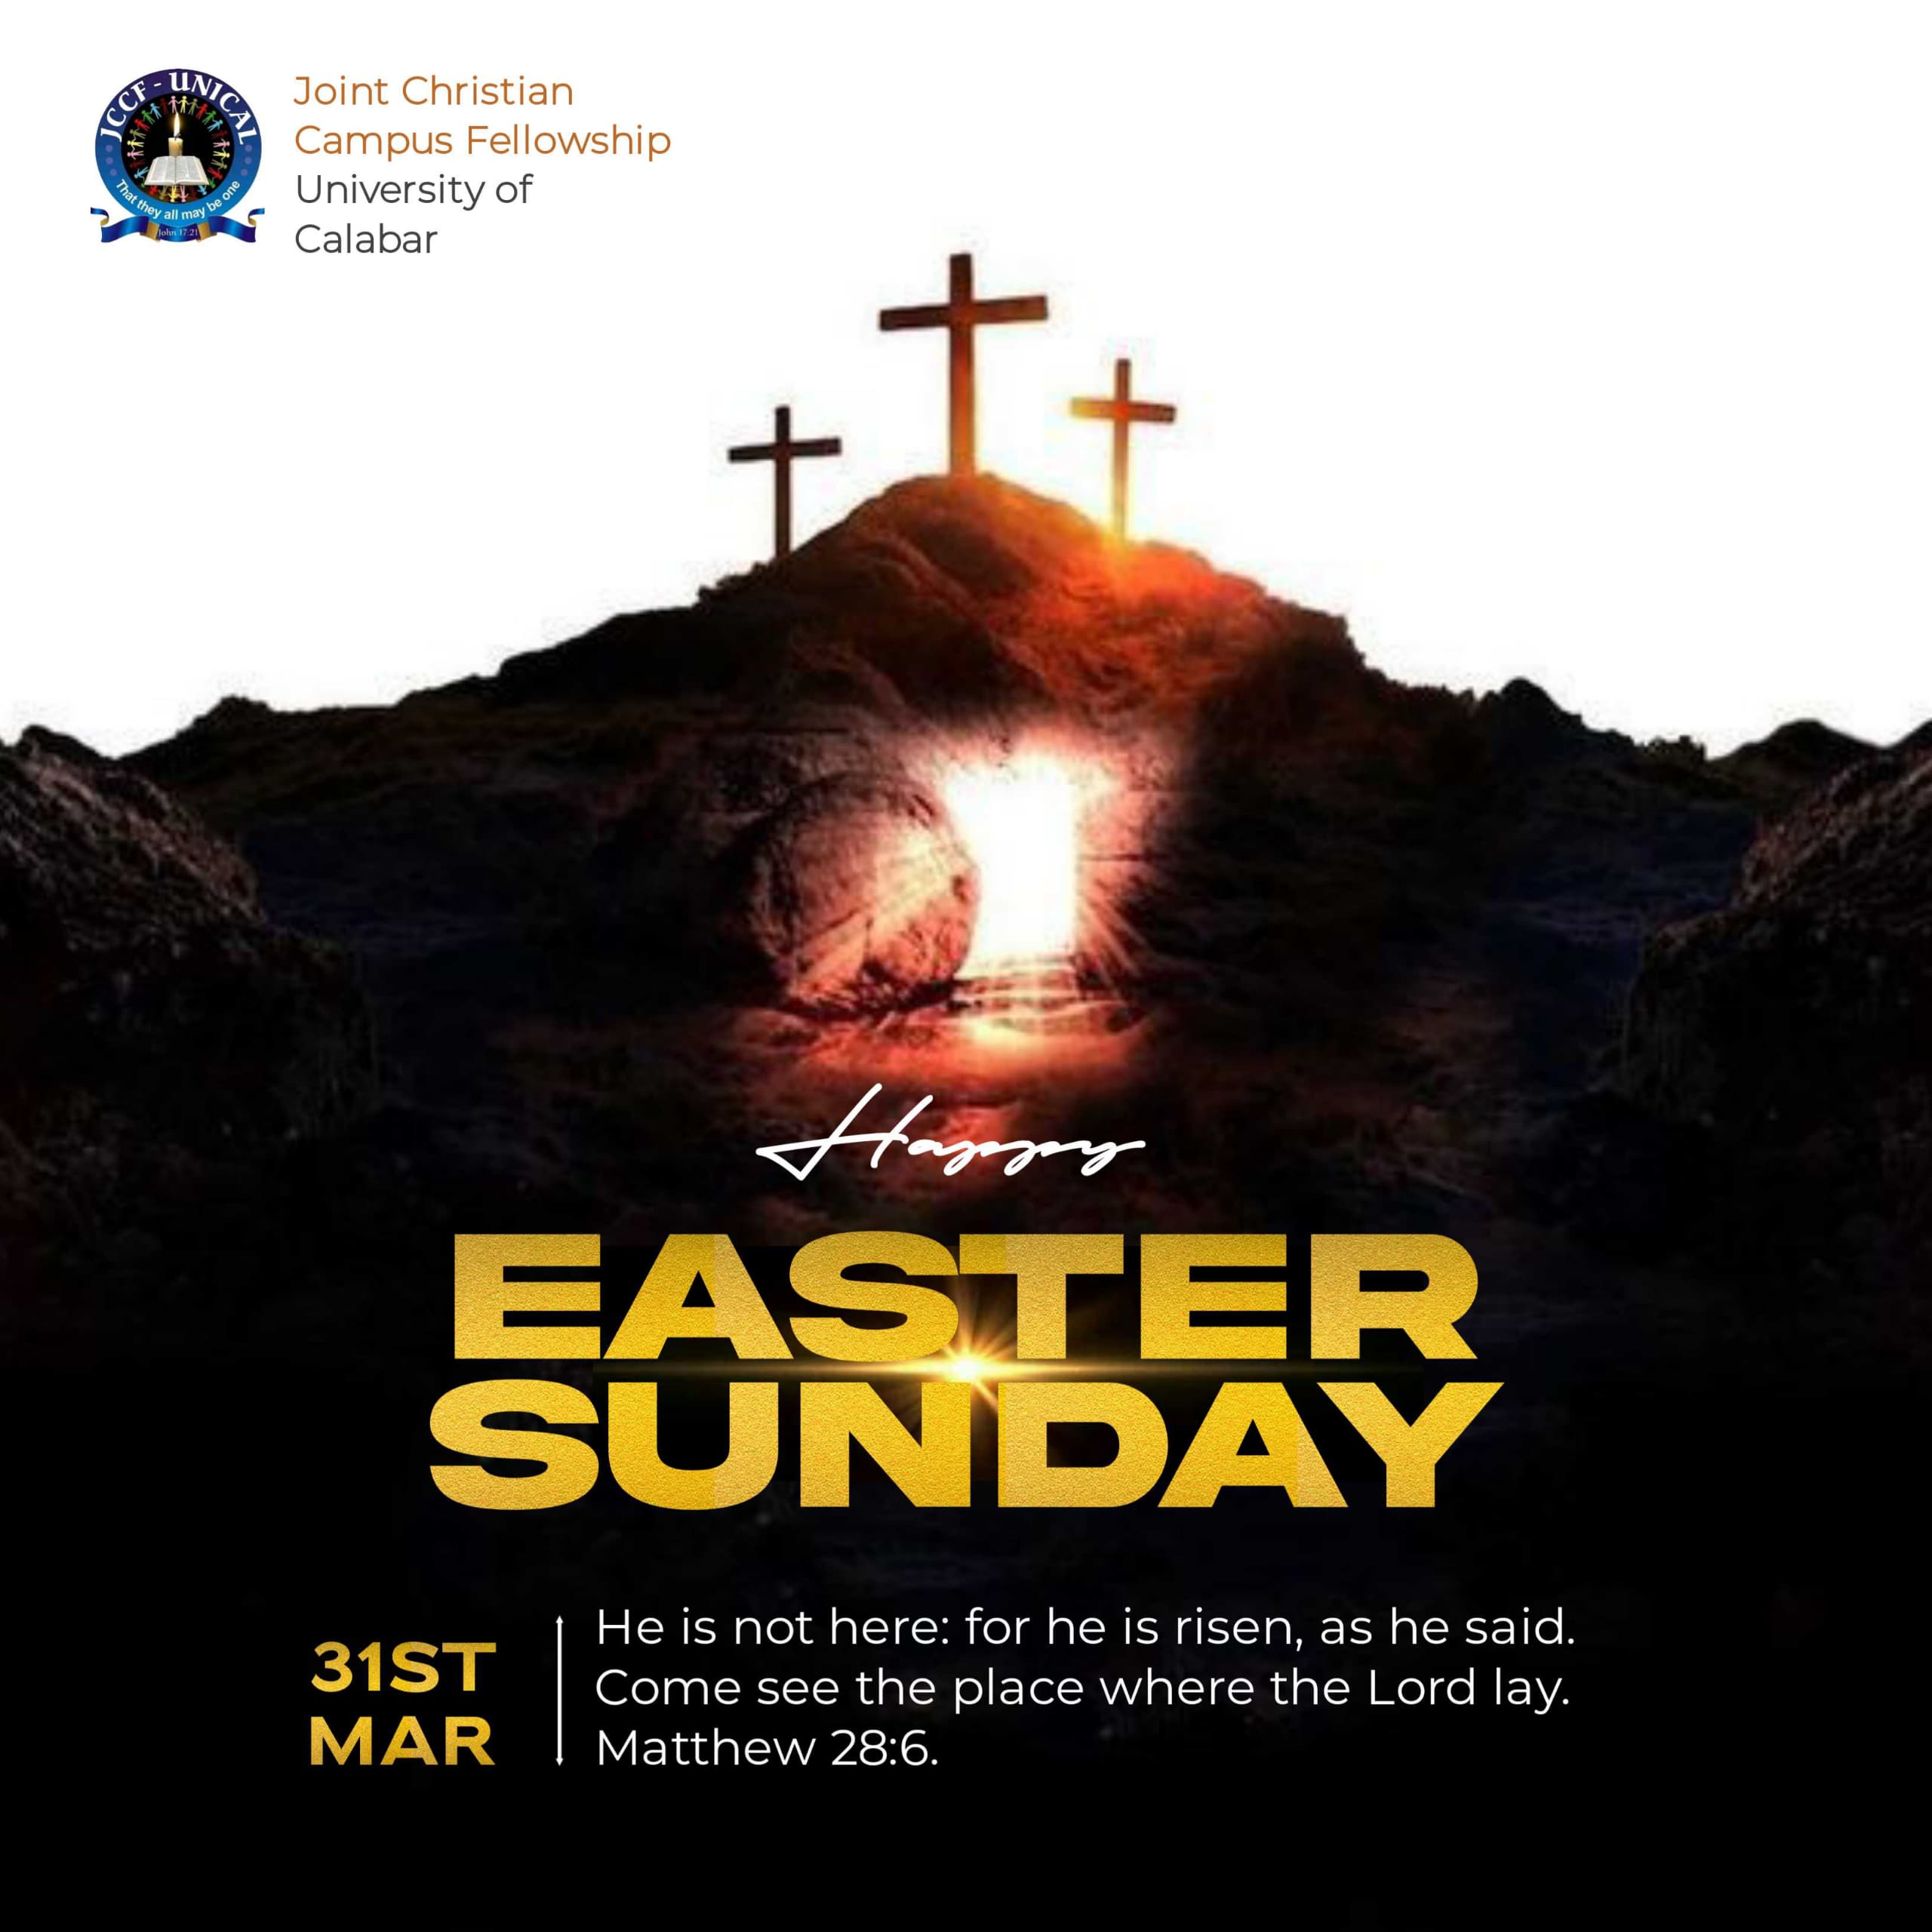 JCCF - UNICAL
That they all may be one
John 17:21
Joint Christian
Campus Fellowship
University of
Calabar
Happy
EASTER
SUNDAY
31ST
MAR
He is not here: for he is risen, as he said.
Come see the place where the Lord lay.
Matthew 28:6.